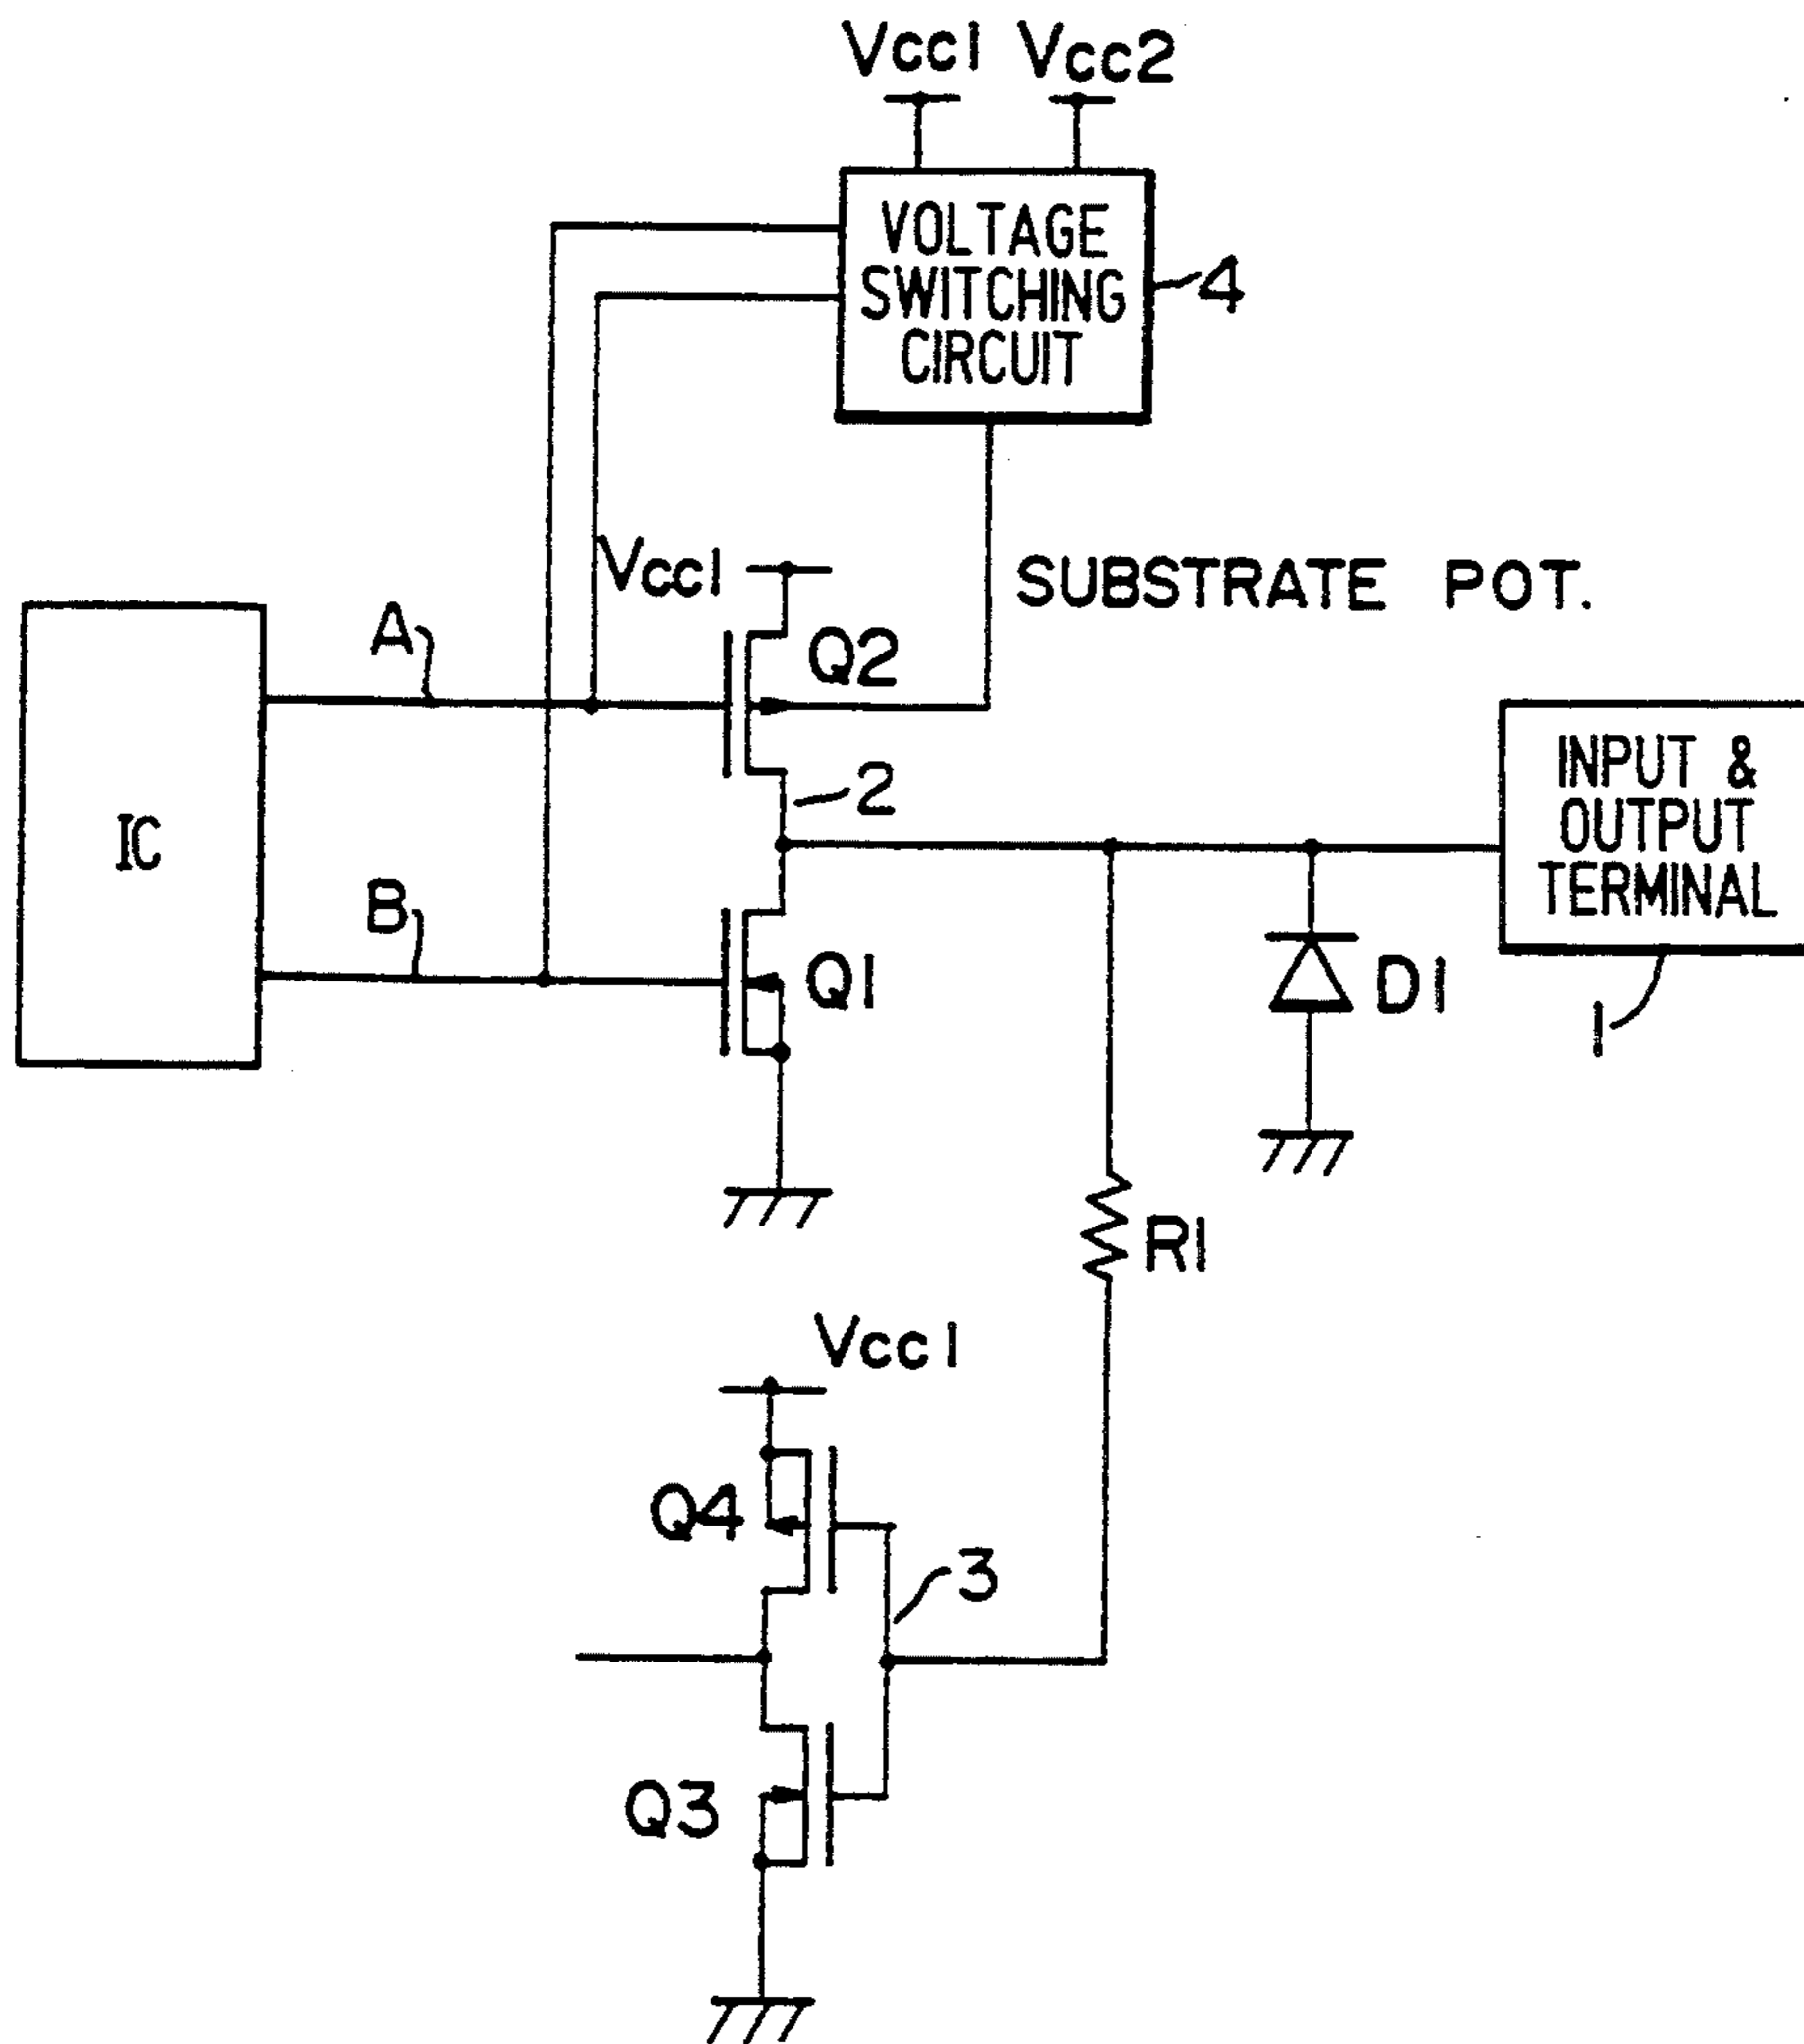 Vcc1 Vcc2
VOLTAGE
SWITCHING
CIRCUIT
4
Vcc1
SUBSTRATE POT.
A
Q2
2
INPUT &
OUTPUT
TERMINAL
IC
B
Q1
D1
1
R1
Vcc1
Q4
3
Q3